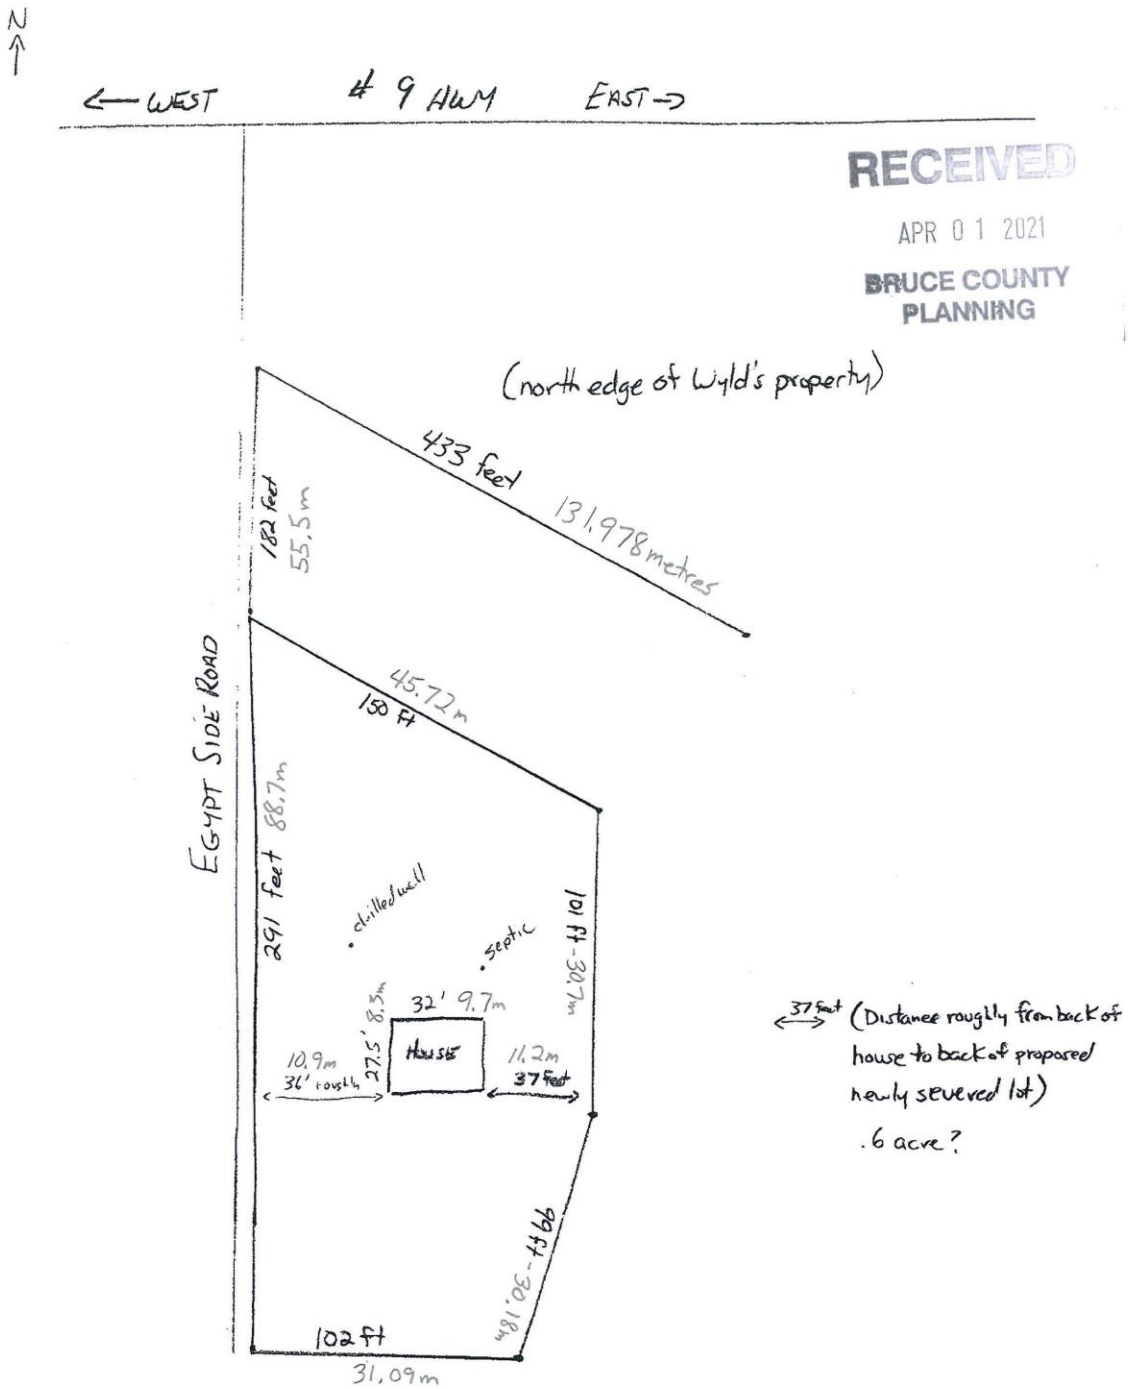 N
← WEST # 9 HWY EAST →
RECEIVED
APR 01 2021
BRUCE COUNTY
PLANNING
(north edge of Wyld's property)
433 feet 131.978 metres
182 feet
55.5m
45.72m
150 ft
EGYPT SIDE ROAD
291 feet 88.7m
drilled well
septic
101 ft - 30.7m
32' 9.7m
27.5' 8.3m
HOUSE
10.9m
36' roughly
11.2m
37 feet
37 feet (Distance roughly from back of
house to back of proposed
newly severed lot)
.6 acre?
99 ft - 30.18m
102 ft
31.09m